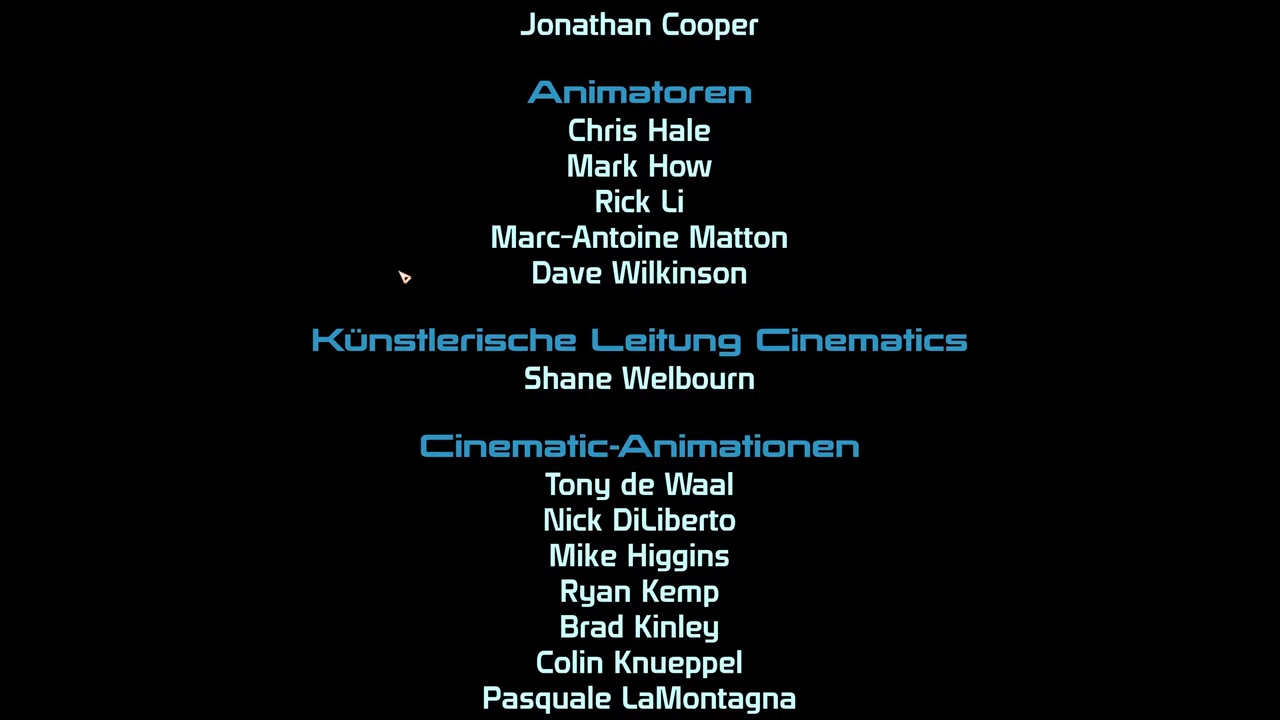 Jonathan Cooper
Animatoren
Chris Hale
Mark How
Rick Li
Marc-Antoine Matton
Dave Wilkinson
Künstlerische Leitung Cinematics
Shane Welbourn
Cinematic-Animationen
Tony de Waal
Nick DiLiberto
Mike Higgins
Ryan Kemp
Brad Kinley
Colin Knueppel
Pasquale LaMontagna